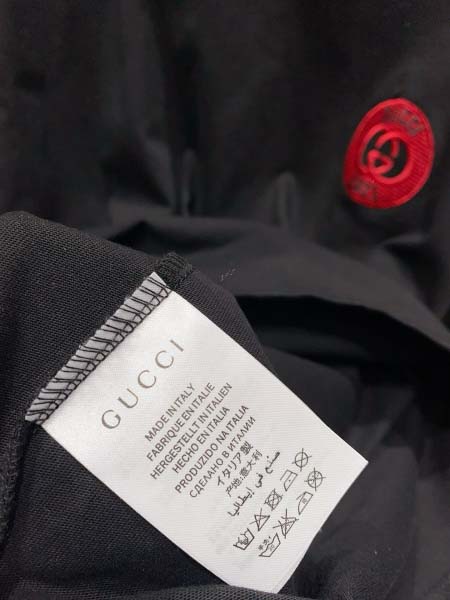 GUCCI
MADE IN ITALY
FABRIQUE EN ITALIE
HERGESTELLT IN ITALIEN
HECHO EN ITALIA
PRODUZIDO NA ITALIA
СДЕЛАНО В ИТАЛИИ
イタリア製
产地:意大利
صنع في إيطاليا